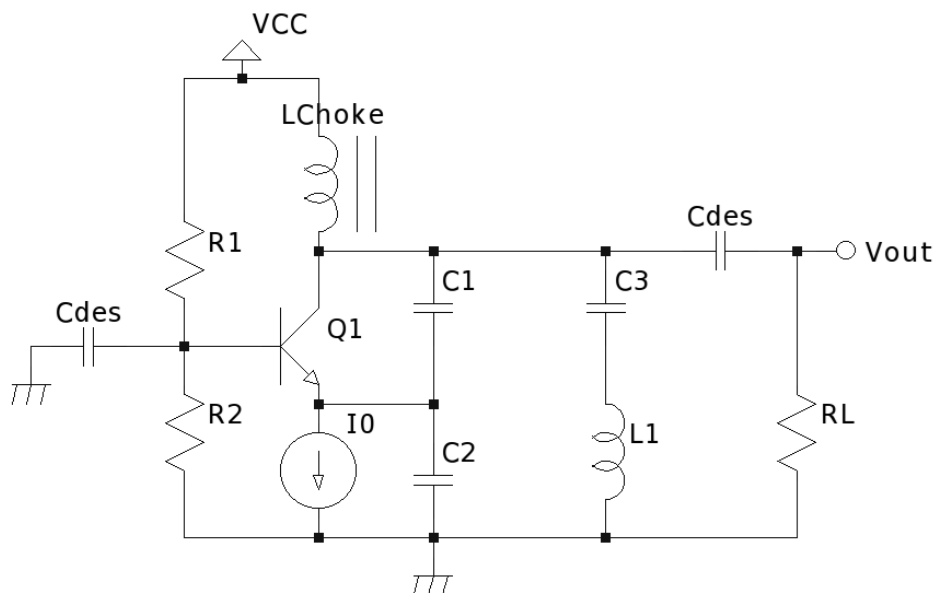 VCC
LChoke
R1
Cdes
C1
C3
Vout
Cdes
Q1
R2
I0
C2
L1
RL